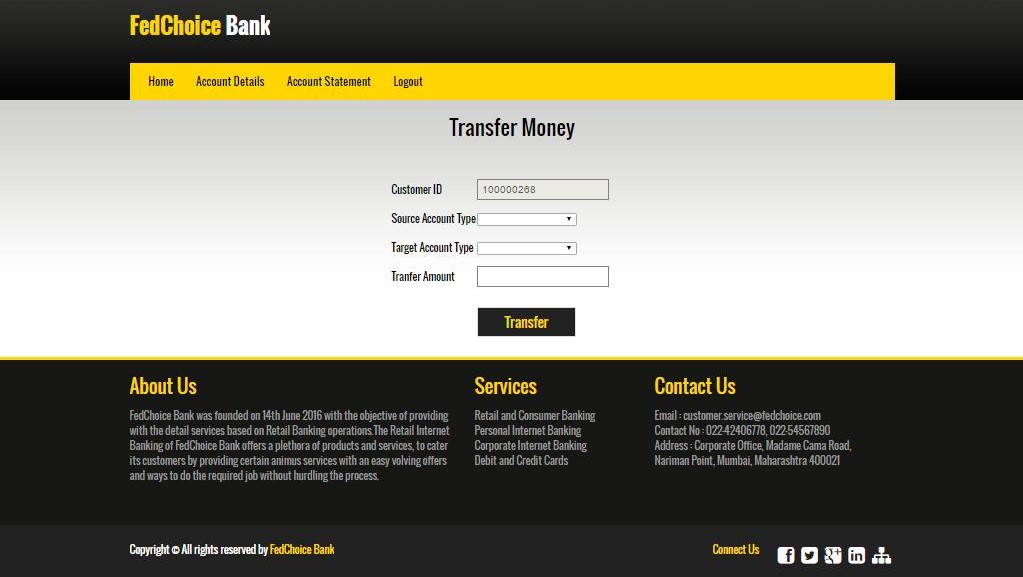 FedChoice Bank
Home Account Details Account Statement Logout
Transfer Money
Customer ID 100000268
Source Account Type
Target Account Type
Tranfer Amount
Transfer
About Us
FedChoice Bank was founded on 14th June 2016 with the objective of providing
with the detail services based on Retail Banking operations.The Retail Internet
Banking of FedChoice Bank offers a plethora of products and services, to cater
its customers by providing certain animus services with an easy volving offers
and ways to do the required job without hurdling the process.
Services
Retail and Consumer Banking
Personal Internet Banking
Corporate Internet Banking
Debit and Credit Cards
Contact Us
Email : customer.service@fedchoice.com
Contact No : 022-42406778, 022-54567890
Address : Corporate Office, Madame Cama Road,
Nariman Point, Mumbai, Maharashtra 400021
Copyright © All rights reserved by FedChoice Bank
Connect Us